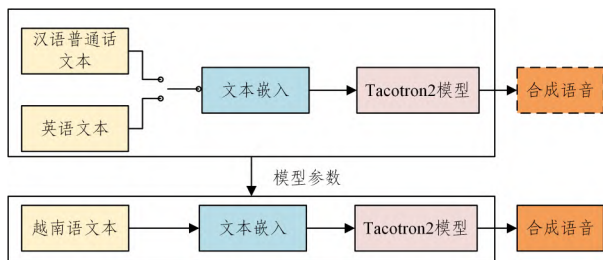 汉语普通话
文本
英语文本
文本嵌入
Tacotron2模型
合成语音
模型参数
越南语文本
文本嵌入
Tacotron2模型
合成语音